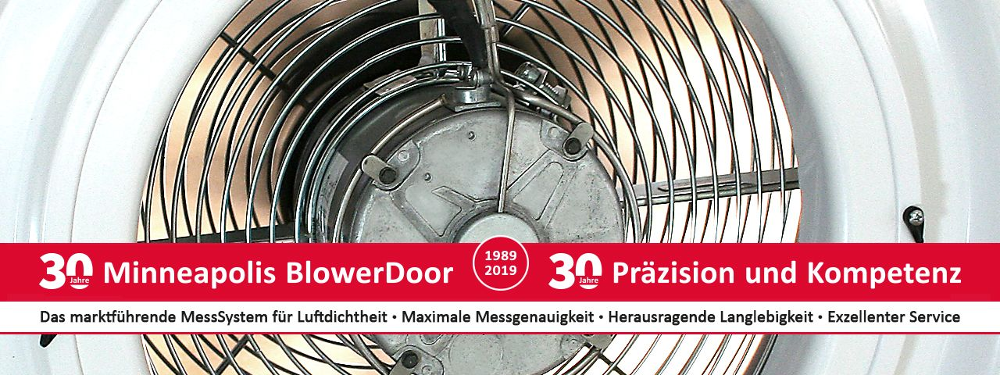 30 Jahre Minneapolis BlowerDoor
1989
2019
30 Jahre Präzision und Kompetenz
Das marktführende MessSystem für Luftdichtheit • Maximale Messgenauigkeit • Herausragende Langlebigkeit • Exzellenter Service